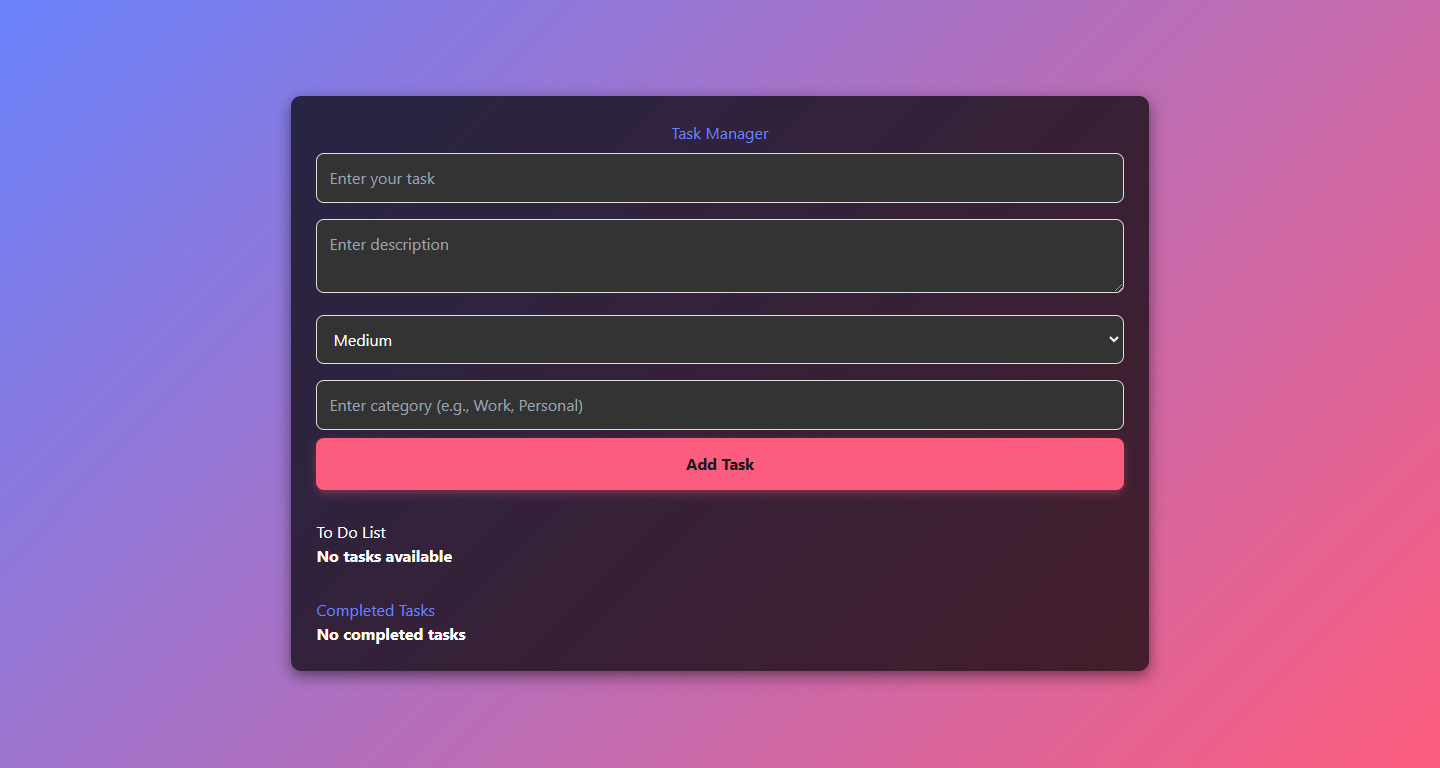 Task Manager
Enter your task
Enter description
Medium
Enter category (e.g., Work, Personal)
Add Task
To Do List
No tasks available
Completed Tasks
No completed tasks